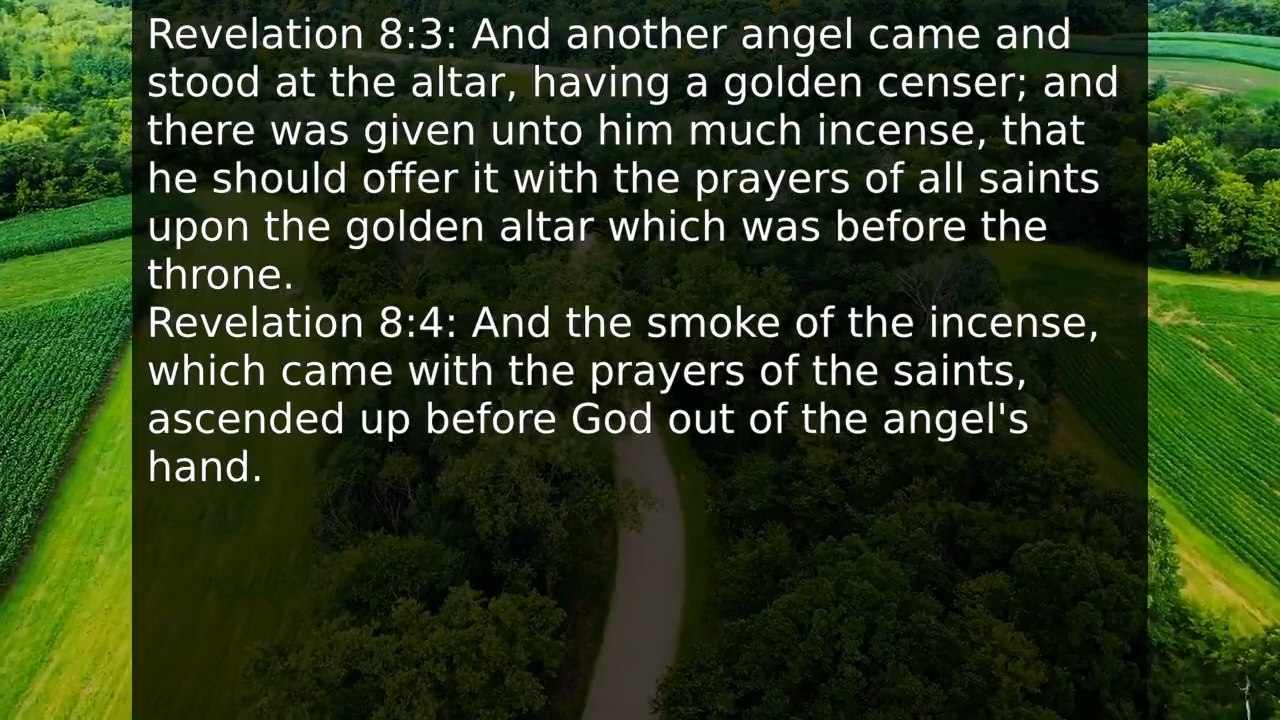 Revelation 8:3: And another angel came and
stood at the altar, having a golden censer; and
there was given unto him much incense, that
he should offer it with the prayers of all saints
upon the golden altar which was before the
throne.
Revelation 8:4: And the smoke of the incense,
which came with the prayers of the saints,
ascended up before God out of the angel's
hand.